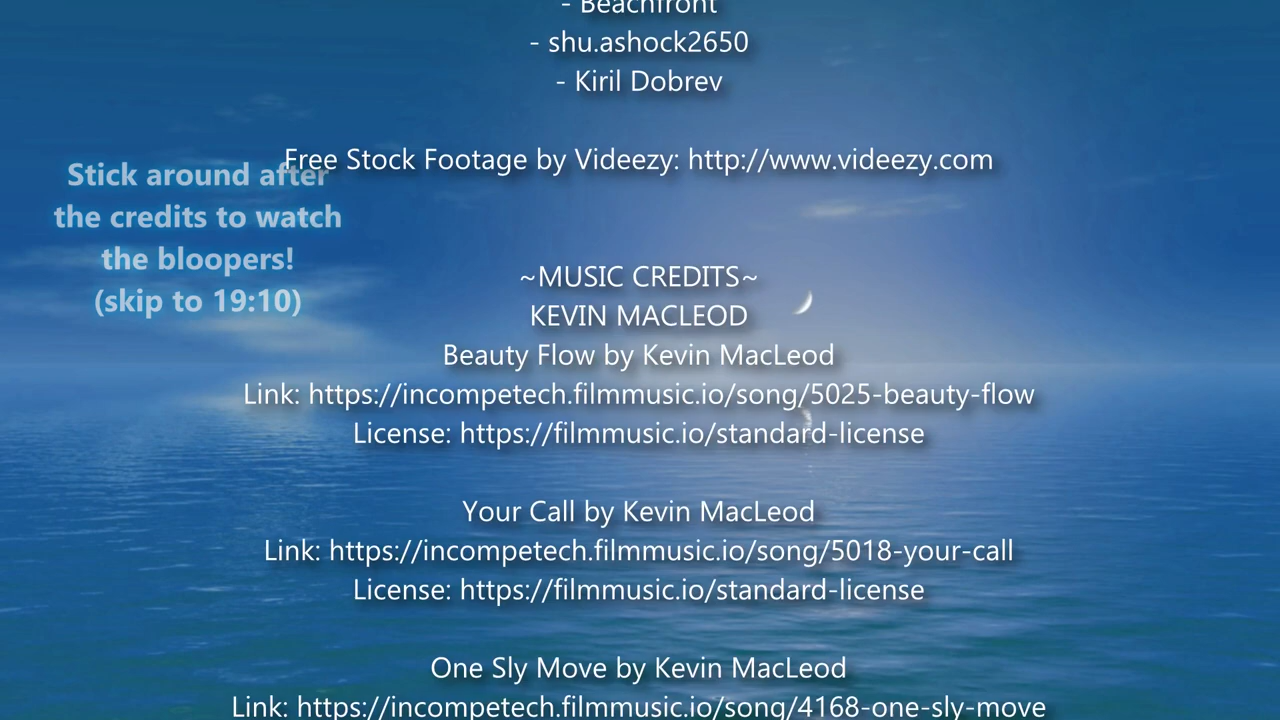 - Beachfront
- shu.ashock2650
- Kiril Dobrev
Free Stock Footage by Videezy: http://www.videezy.com
Stick around after
the credits to watch
the bloopers!
(skip to 19:10)
~MUSIC CREDITS~
KEVIN MACLEOD
Beauty Flow by Kevin MacLeod
Link: https://incompetech.filmmusic.io/song/5025-beauty-flow
License: https://filmmusic.io/standard-license
Your Call by Kevin MacLeod
Link: https://incompetech.filmmusic.io/song/5018-your-call
License: https://filmmusic.io/standard-license
One Sly Move by Kevin MacLeod
Link: https://incompetech.filmmusic.io/song/4168-one-sly-move